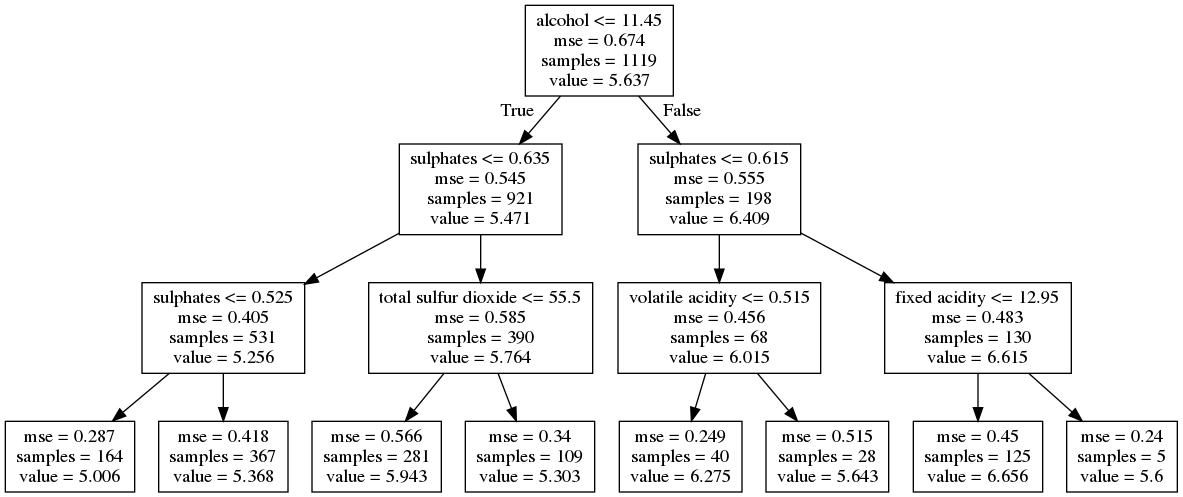 alcohol <= 11.45
mse = 0.674
samples = 1119
value = 5.637
True
False
sulphates <= 0.635
mse = 0.545
samples = 921
value = 5.471
sulphates <= 0.615
mse = 0.555
samples = 198
value = 6.409
sulphates <= 0.525
mse = 0.405
samples = 531
value = 5.256
total sulfur dioxide <= 55.5
mse = 0.585
samples = 390
value = 5.764
volatile acidity <= 0.515
mse = 0.456
samples = 68
value = 6.015
fixed acidity <= 12.95
mse = 0.483
samples = 130
value = 6.615
mse = 0.287
samples = 164
value = 5.006
mse = 0.418
samples = 367
value = 5.368
mse = 0.566
samples = 281
value = 5.943
mse = 0.34
samples = 109
value = 5.303
mse = 0.249
samples = 40
value = 6.275
mse = 0.515
samples = 28
value = 5.643
mse = 0.45
samples = 125
value = 6.656
mse = 0.24
samples = 5
value = 5.6